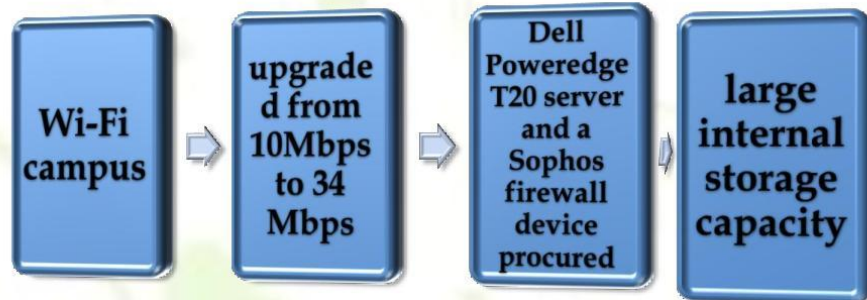 Wi-Fi
campus
upgrade
d from
10Mbps
to 34
Mbps
Dell
Poweredge
T20 server
and a
Sophos
firewall
device
procured
large
internal
storage
capacity